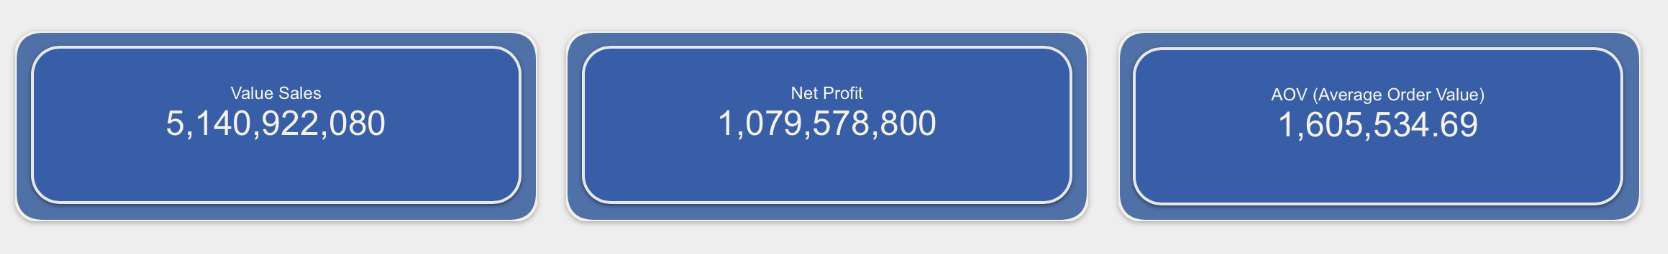 Value Sales
5,140,922,080
Net Profit
1,079,578,800
AOV (Average Order Value)
1,605,534.69